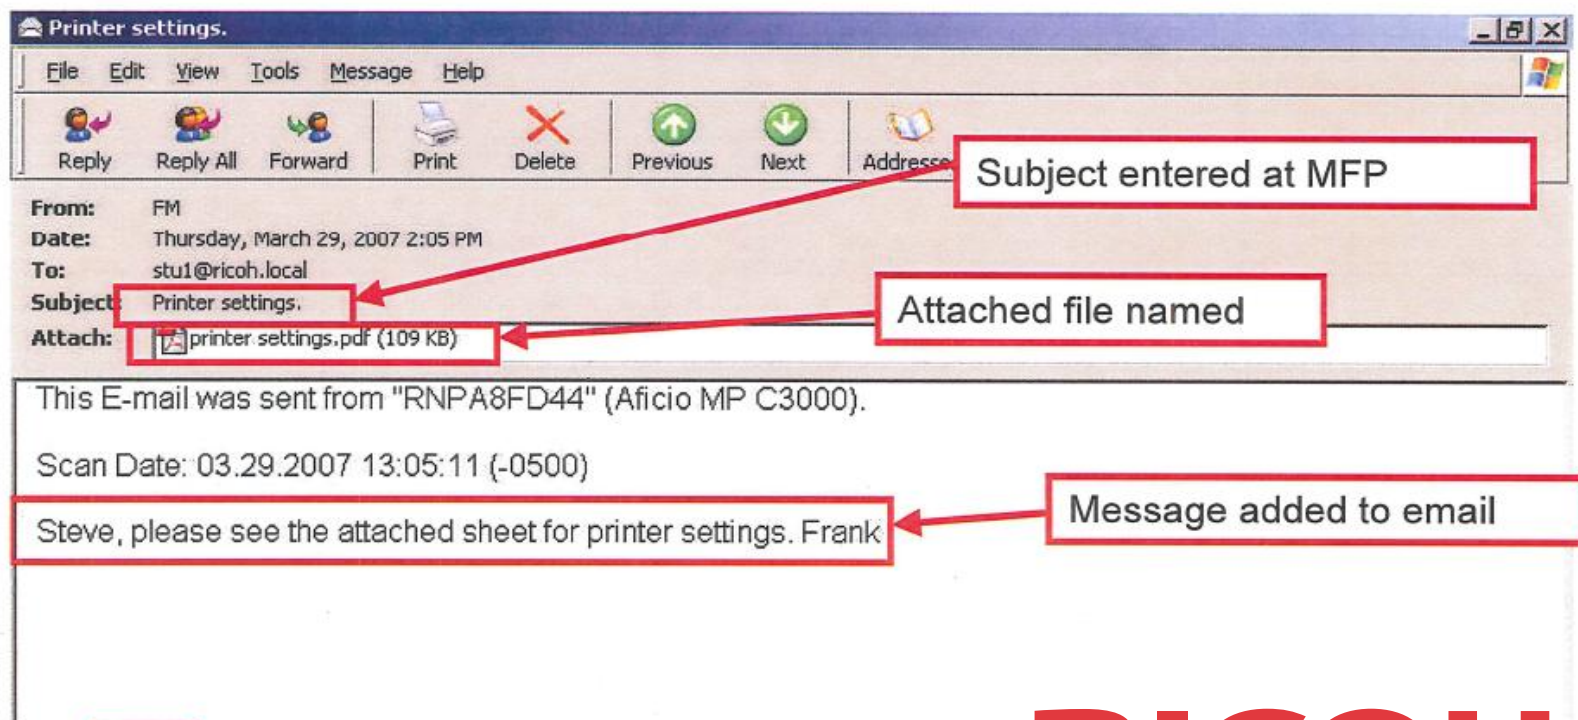 Printer settings.
File Edit View Tools Message Help
Reply Reply All Forward Print Delete Previous Next Addresse
Subject entered at MFP
From: FM
Date: Thursday, March 29, 2007 2:05 PM
To: stu1@ricoh.local
Subject: Printer settings.
Attached file named
Attach: printer settings.pdf (109 KB)
This E-mail was sent from "RNPA8FD44" (Aficio MP C3000).
Scan Date: 03.29.2007 13:05:11 (-0500)
Message added to email
Steve, please see the attached sheet for printer settings. Frank
RICOH